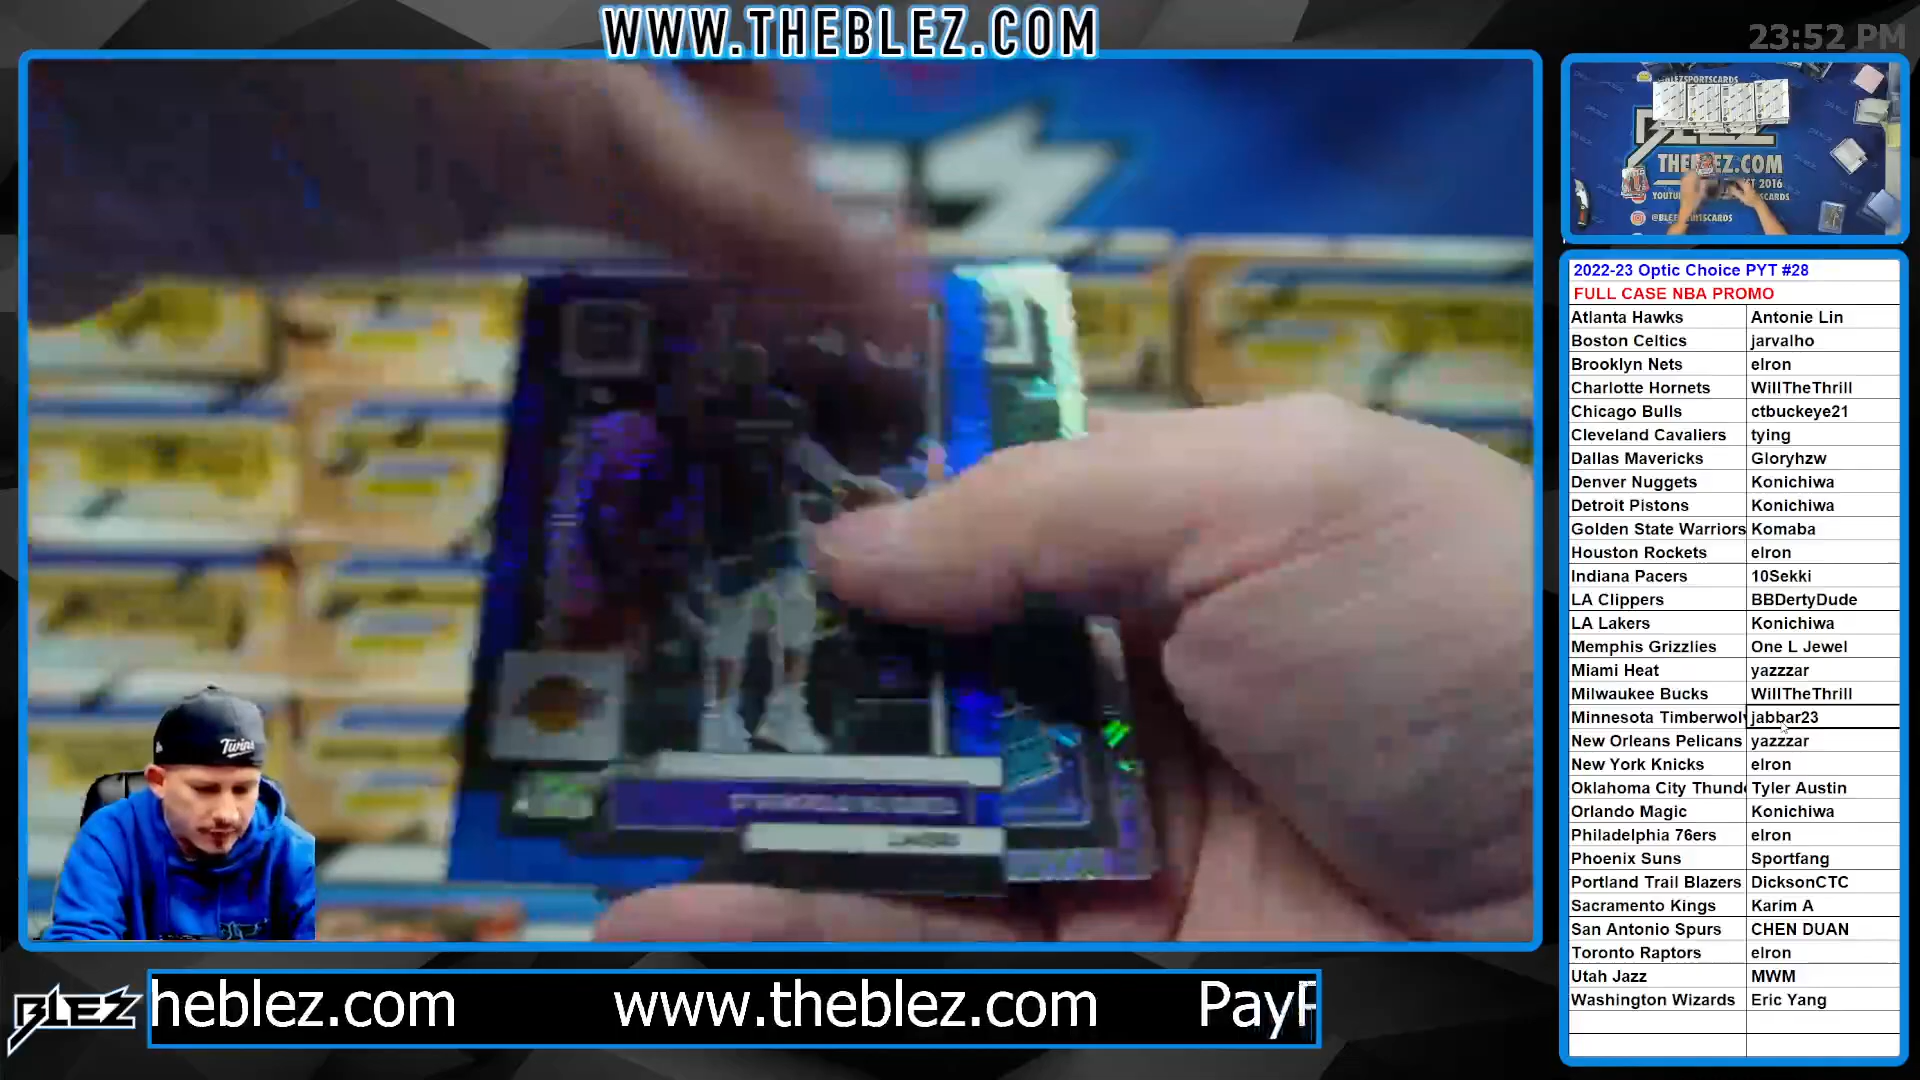 WWW.THEBLEZ.COM
23:52 PM
BLEZSPORTSCARDS
BLEZ
THEBLEZ.COM
2022-23 Optic Choice PYT #28
FULL CASE NBA PROMO
Atlanta Hawks Antonie Lin
Boston Celtics jarvalho
Brooklyn Nets elron
Charlotte Hornets WillTheThrill
Chicago Bulls ctbuckeye21
Cleveland Cavaliers tying
Dallas Mavericks Gloryhzw
Denver Nuggets Konichiwa
Detroit Pistons Konichiwa
Golden State Warriors Komaba
Houston Rockets elron
Indiana Pacers 10Sekki
LA Clippers BBDertyDude
LA Lakers Konichiwa
Memphis Grizzlies One L Jewel
Miami Heat yazzzar
Milwaukee Bucks WillTheThrill
Minnesota Timberwolv jabbar23
New Orleans Pelicans yazzzar
New York Knicks elron
Oklahoma City Thunde Tyler Austin
Orlando Magic Konichiwa
Philadelphia 76ers elron
Phoenix Suns Sportfang
Portland Trail Blazers DicksonCTC
Sacramento Kings Karim A
San Antonio Spurs CHEN DUAN
Toronto Raptors elron
Utah Jazz MWM
Washington Wizards Eric Yang
Twins
BLEZ
heblez.com www.theblez.com PayP